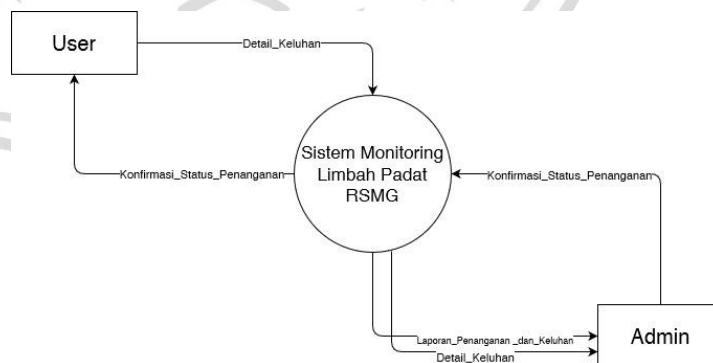 User
Detail_Keluhan
Sistem Monitoring
Limbah Padat
RSMG
Konfirmasi_Status_Penanganan
Konfirmasi_Status_Penanganan
Laporan_Penanganan _dan_Keluhan
Detail_Keluhan
Admin